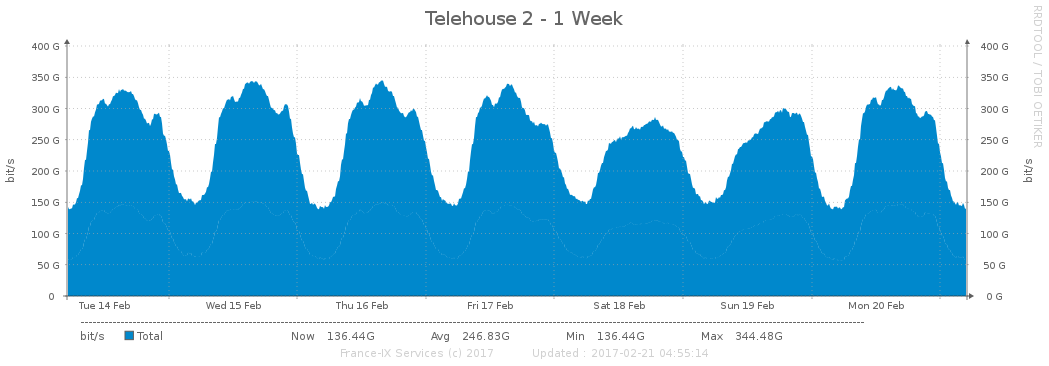 Telehouse 2 - 1 Week
RRDTOOL / TOBI OETIKER
400 G 400 G
350 G 350 G
300 G 300 G
250 G 250 G
200 G 200 G
150 G 150 G
100 G 100 G
50 G 50 G
0 0 G
bit/s bit/s
Tue 14 Feb Wed 15 Feb Thu 16 Feb Fri 17 Feb Sat 18 Feb Sun 19 Feb Mon 20 Feb
bit/s Total Now 136.44G Avg 246.83G Min 136.44G Max 344.48G
France-IX Services (c) 2017 Updated : 2017-02-21 04:55:14